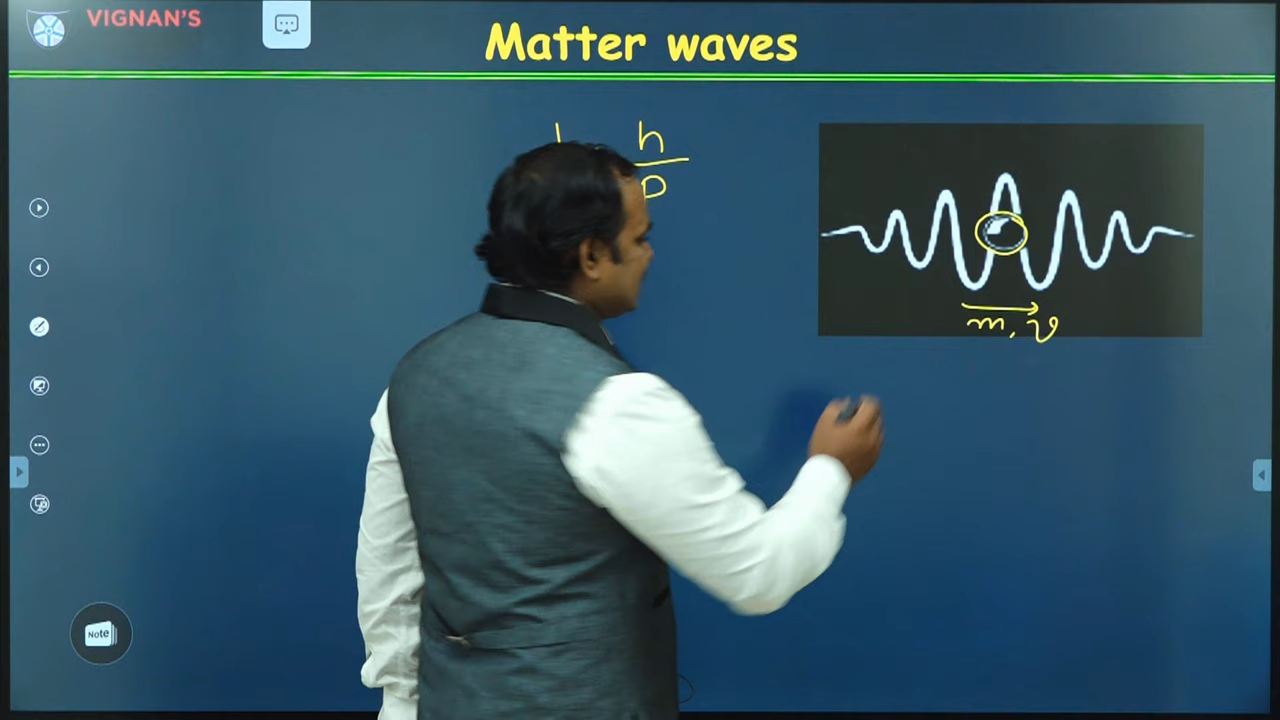 VIGNAN'S
Matter waves
h
p
m, v
Note